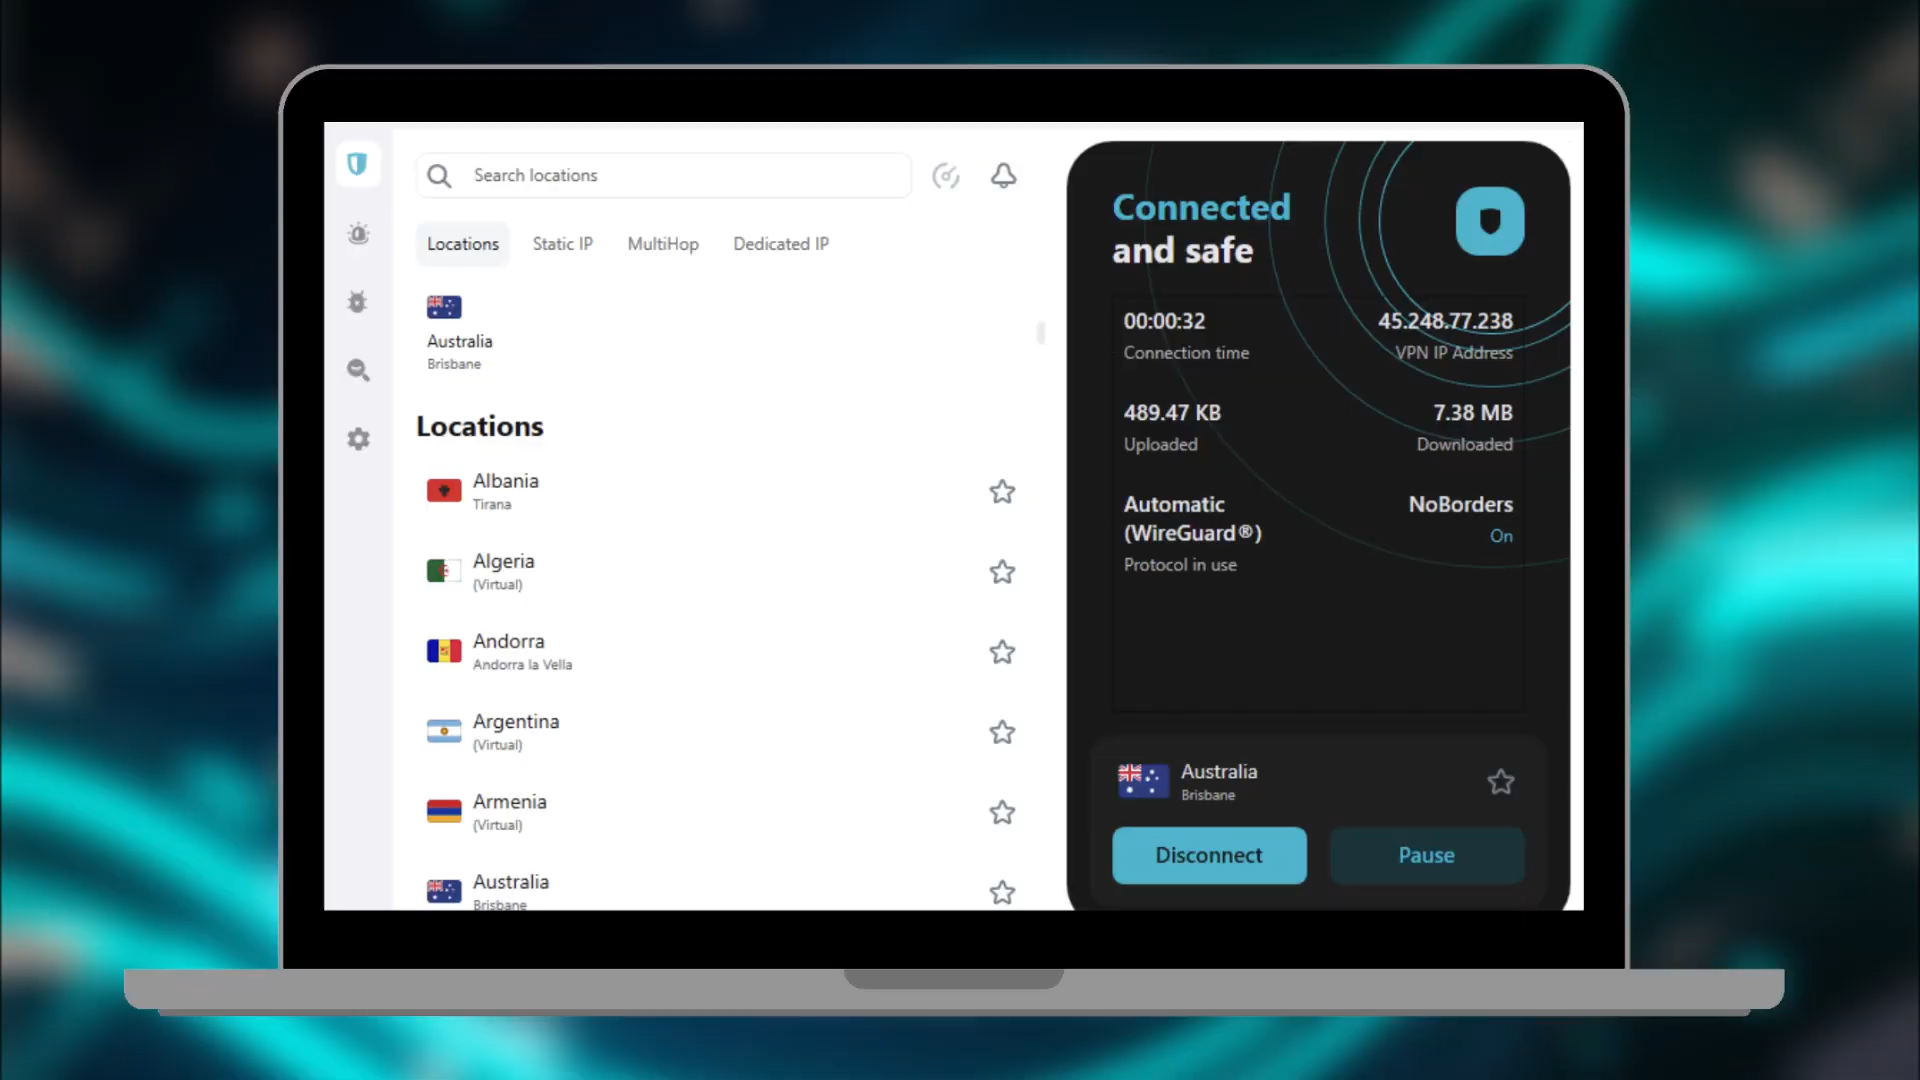 Search locations
Locations
Static IP
MultiHop
Dedicated IP
Australia
Brisbane
Locations
Albania
Tirana
Algeria
(Virtual)
Andorra
Andorra la Vella
Argentina
(Virtual)
Armenia
(Virtual)
Australia
Brisbane
Connected
and safe
00:00:32
Connection time
45.248.77.238
VPN IP Address
489.47 KB
Uploaded
7.38 MB
Downloaded
Automatic
(WireGuard®)
Protocol in use
NoBorders
On
Australia
Brisbane
Disconnect
Pause